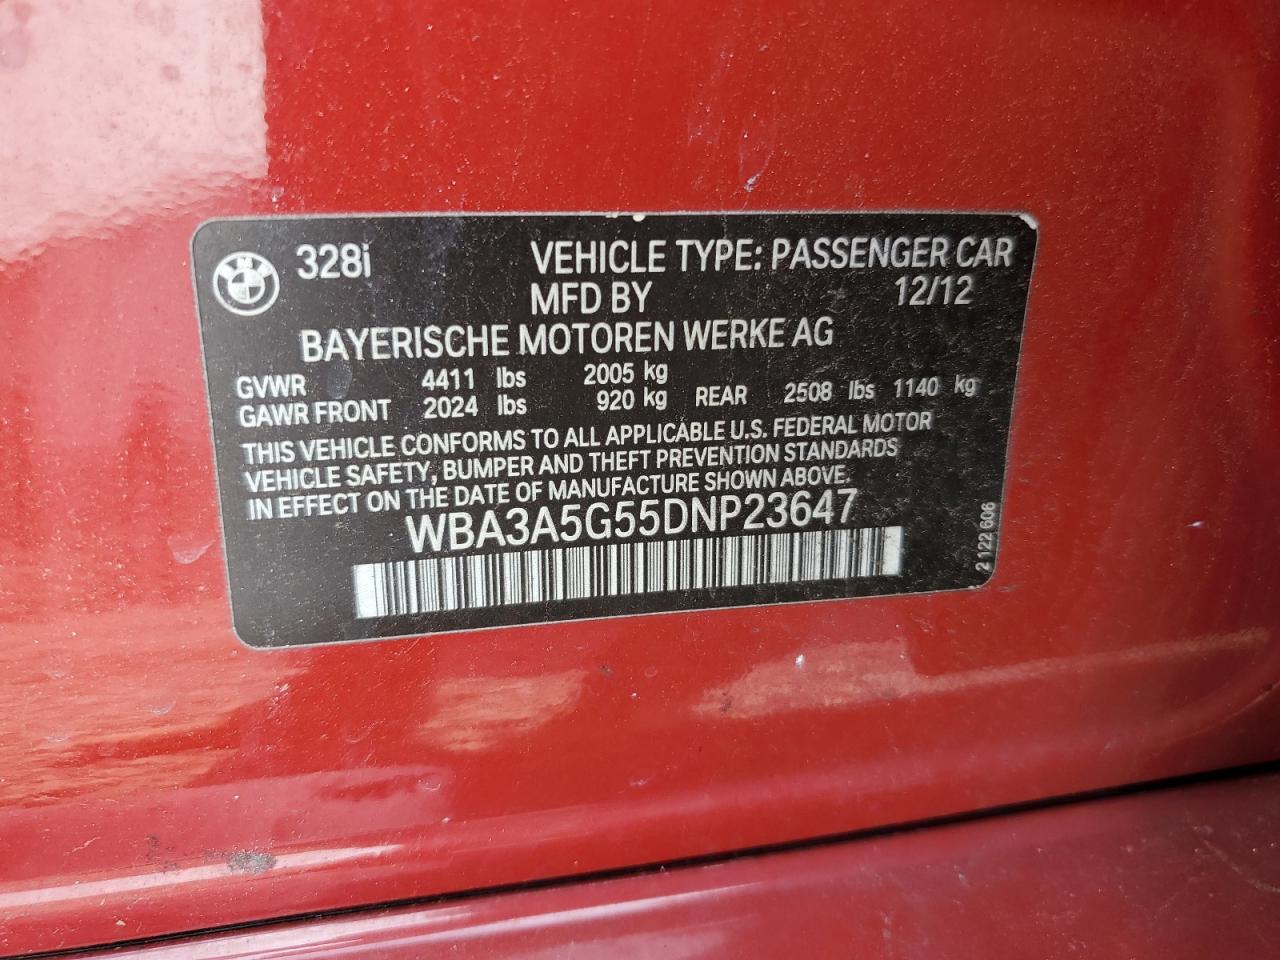 BMW 328i VEHICLE TYPE: PASSENGER CAR
MFD BY 12/12
BAYERISCHE MOTOREN WERKE AG
GVWR 4411 lbs 2005 kg
GAWR FRONT 2024 lbs 920 kg REAR 2508 lbs 1140 kg
THIS VEHICLE CONFORMS TO ALL APPLICABLE U.S. FEDERAL MOTOR
VEHICLE SAFETY, BUMPER AND THEFT PREVENTION STANDARDS
IN EFFECT ON THE DATE OF MANUFACTURE SHOWN ABOVE.
WBA3A5G55DNP23647
2 122 606